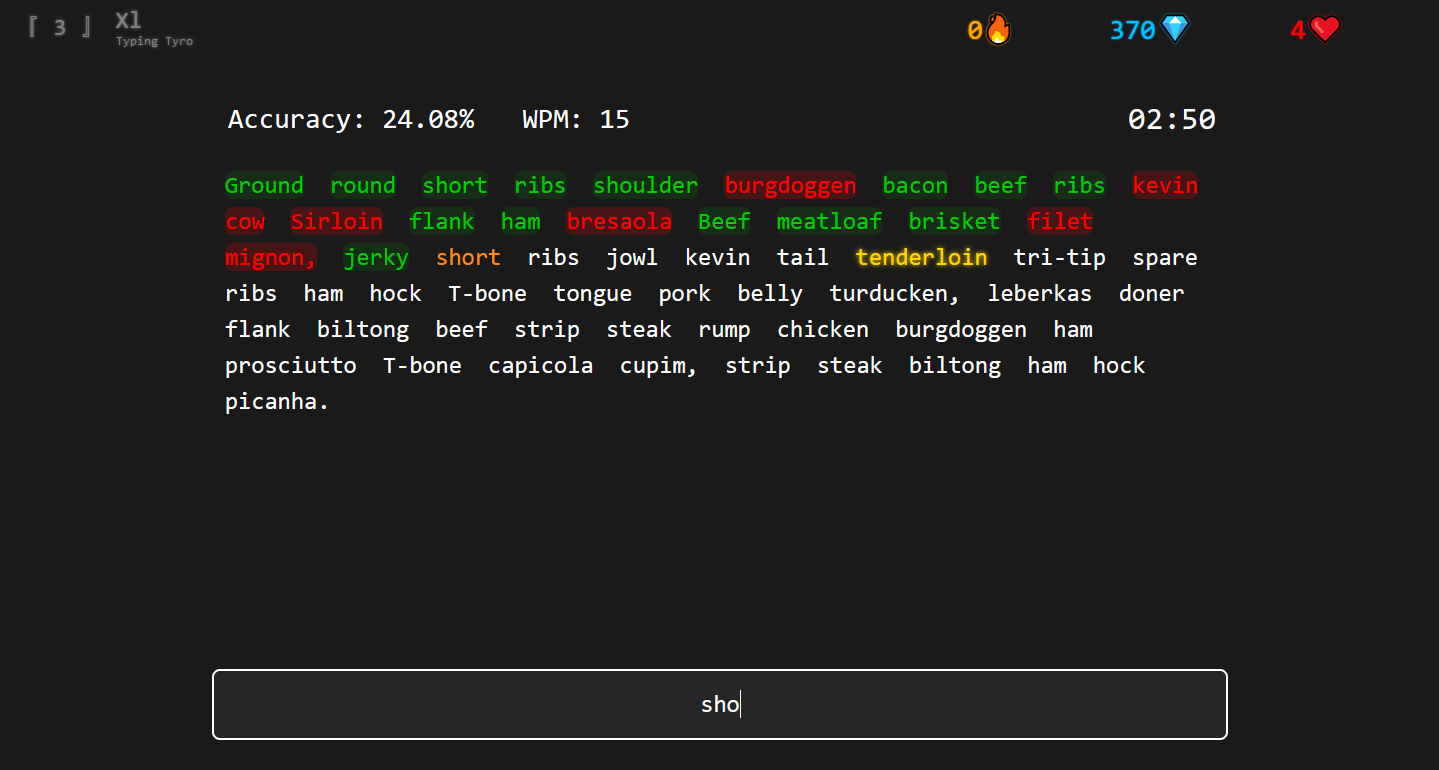 『 3 』 Xl
Typing Tyro
0 370 4
Accuracy: 24.08% WPM: 15 02:50
Ground round short ribs shoulder burgdoggen bacon beef ribs kevin
cow Sirloin flank ham bresaola Beef meatloaf brisket filet
mignon, jerky short ribs jowl kevin tail tenderloin tri-tip spare
ribs ham hock T-bone tongue pork belly turducken, leberkas doner
flank biltong beef strip steak rump chicken burgdoggen ham
prosciutto T-bone capicola cupim, strip steak biltong ham hock
picanha.
sho